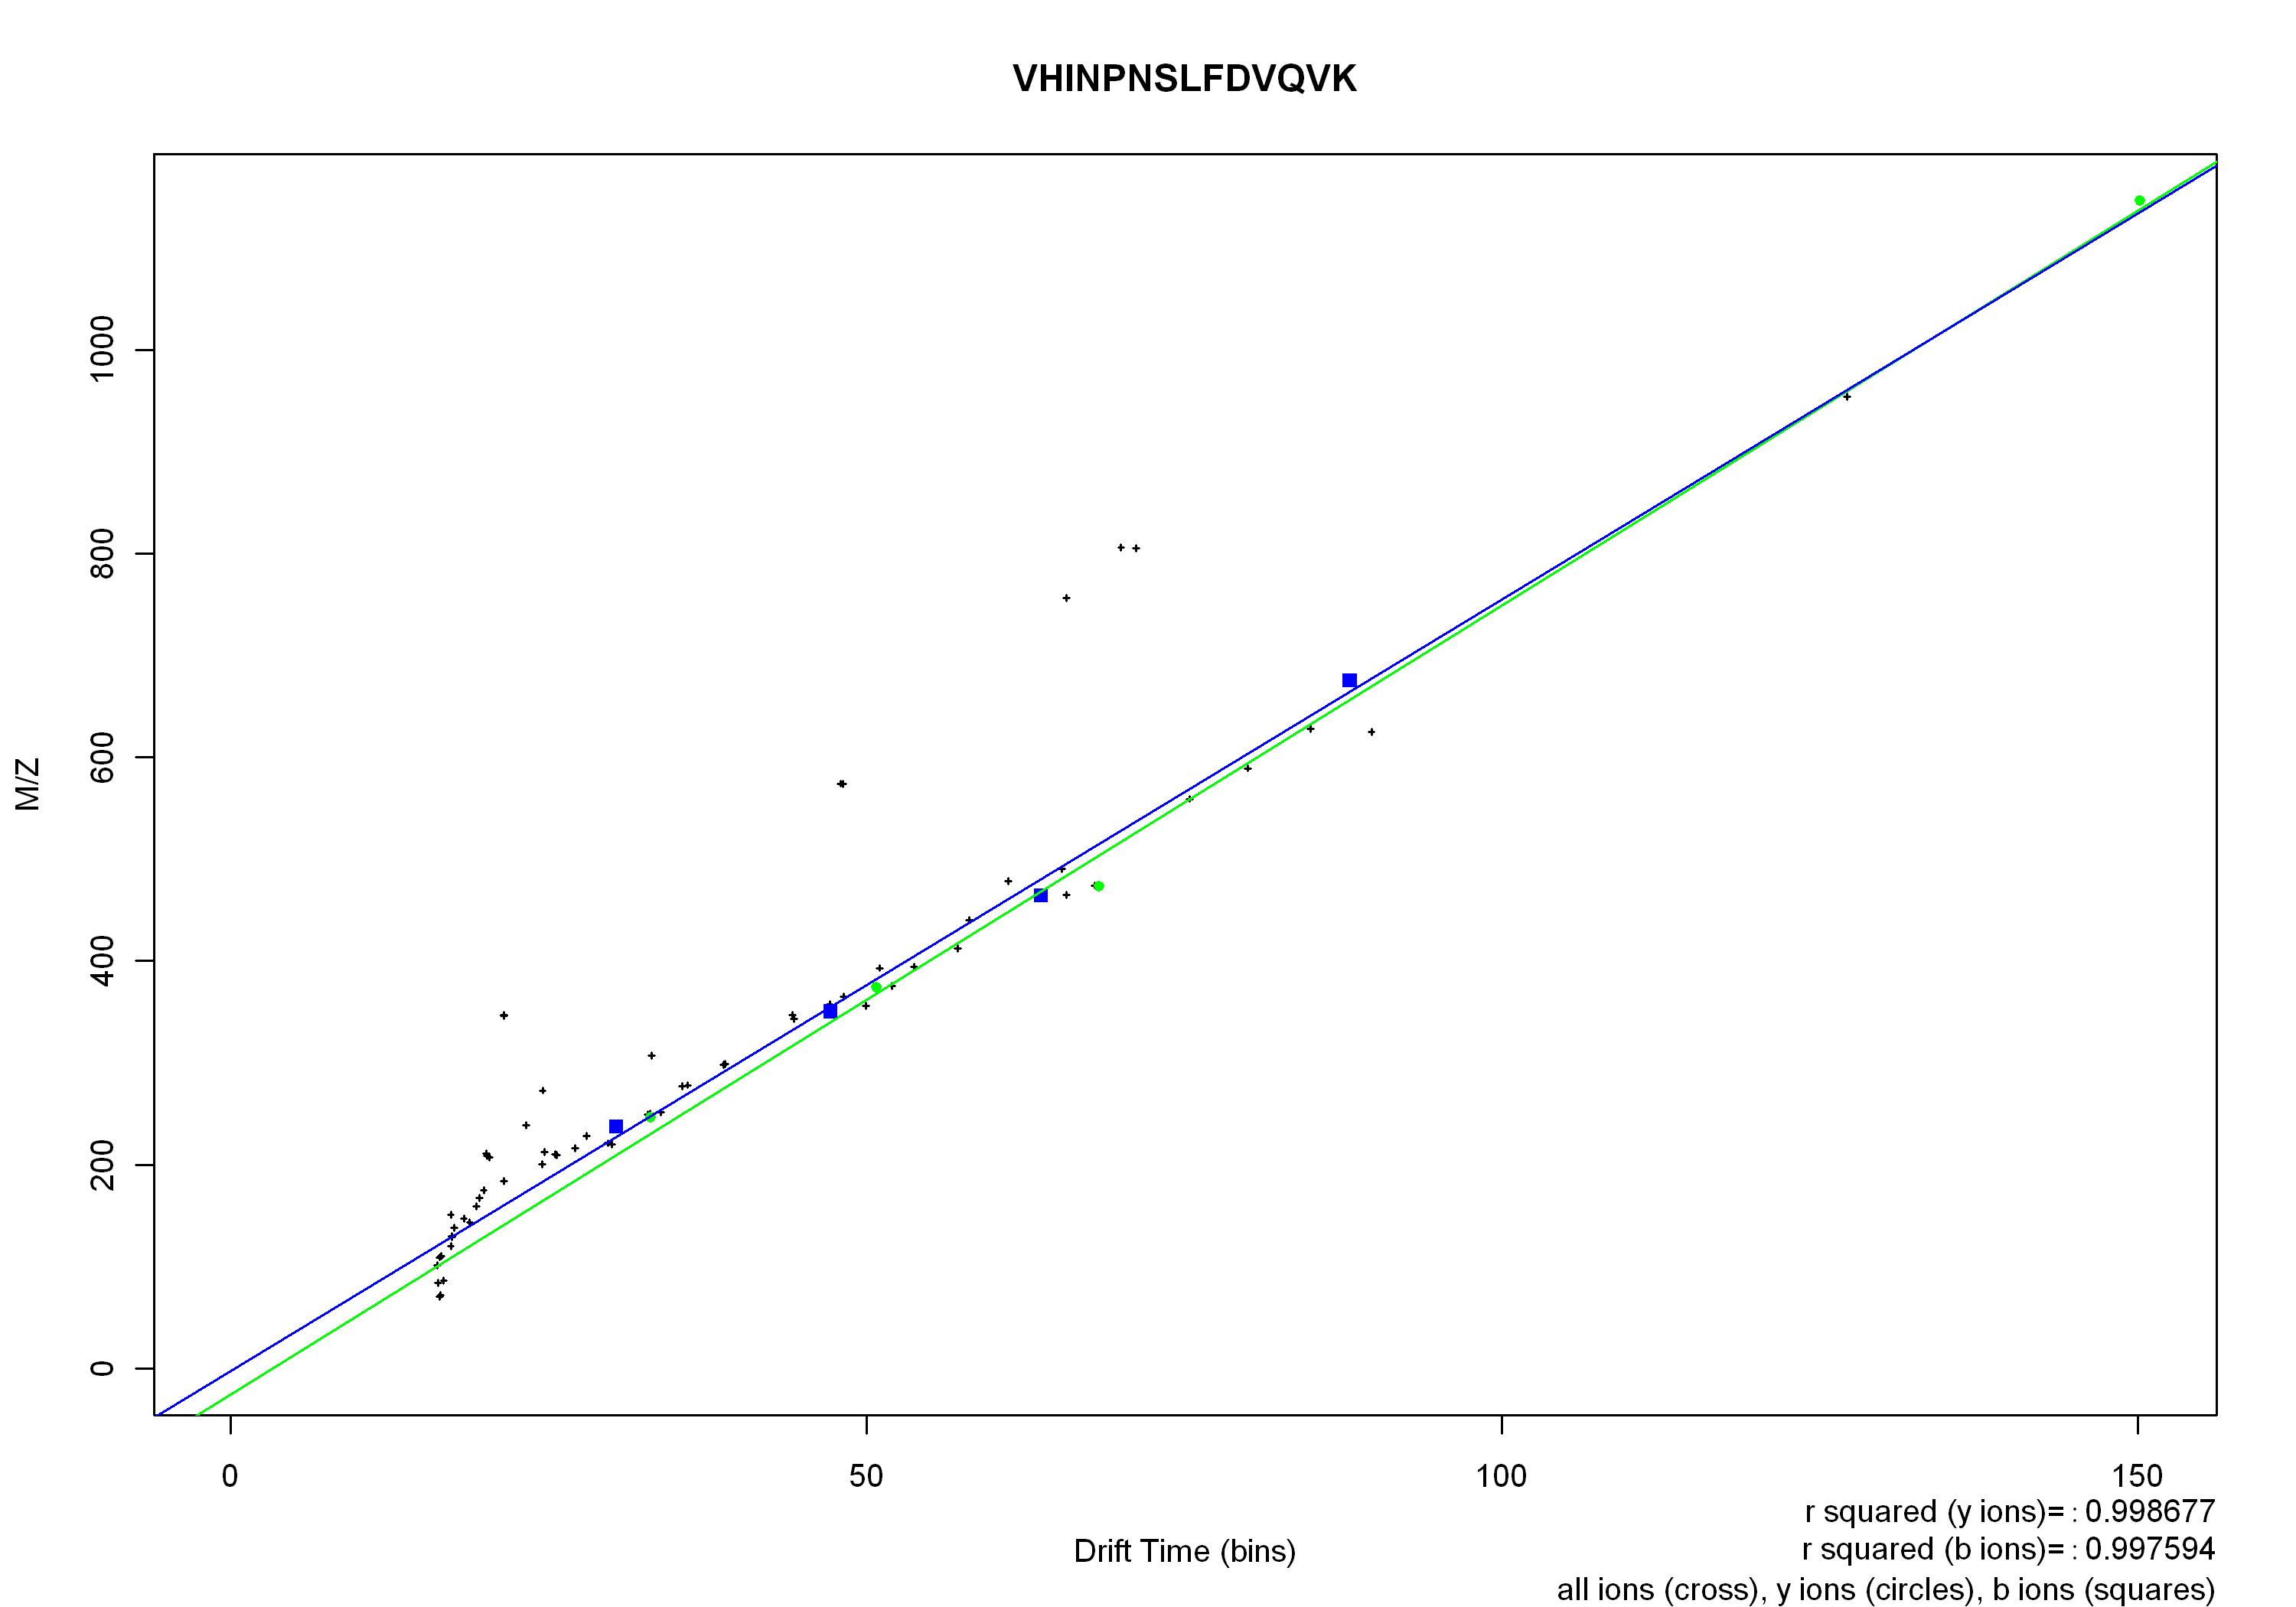 VHINPNSLFDVQVK
1000
800
600
400
200
0
M/Z
0 50 100 150
Drift Time (bins)
r squared (y ions)= : 0.998677
r squared (b ions)= : 0.997594
all ions (cross), y ions (circles), b ions (squares)